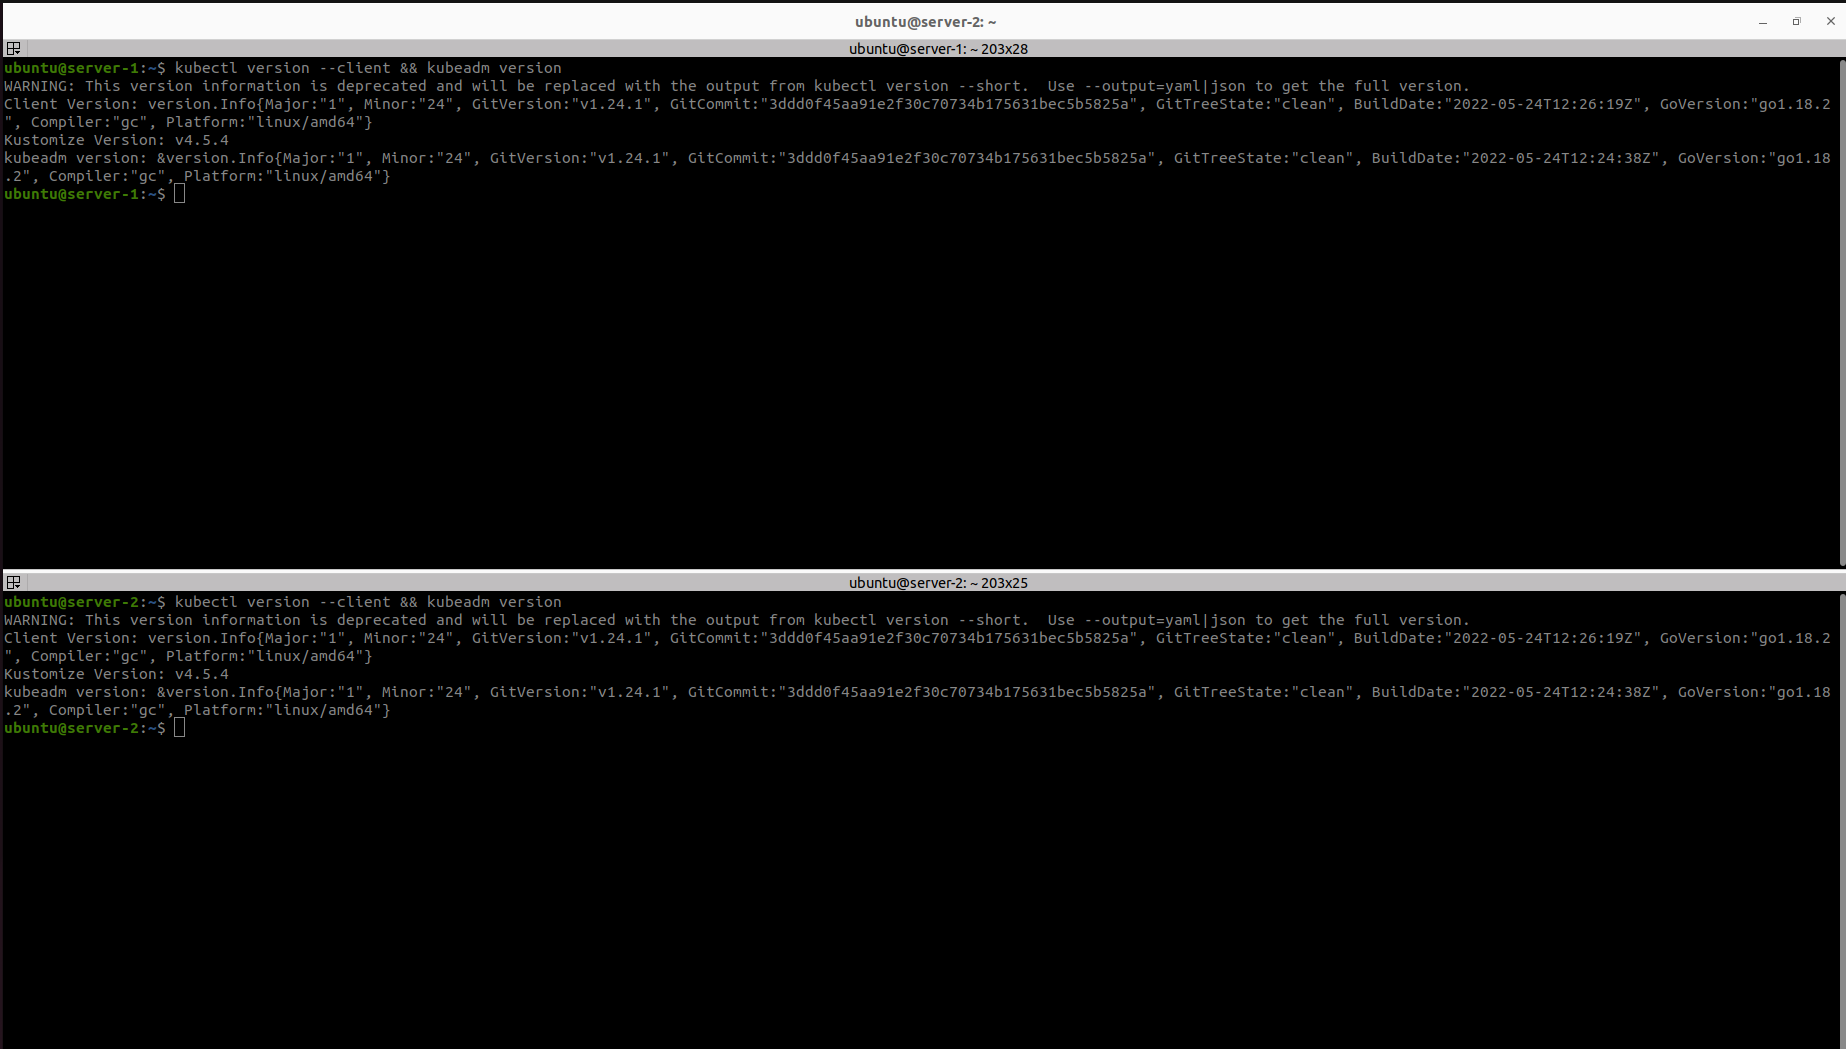 ubuntu@server-2: ~
ubuntu@server-1: ~ 203x28
ubuntu@server-1:~$ kubectl version --client && kubeadm version
WARNING: This version information is deprecated and will be replaced with the output from kubectl version --short.  Use --output=yaml|json to get the full version.
Client Version: version.Info{Major:"1", Minor:"24", GitVersion:"v1.24.1", GitCommit:"3ddd0f45aa91e2f30c70734b175631bec5b5825a", GitTreeState:"clean", BuildDate:"2022-05-24T12:26:19Z", GoVersion:"go1.18.2
", Compiler:"gc", Platform:"linux/amd64"}
Kustomize Version: v4.5.4
kubeadm version: &version.Info{Major:"1", Minor:"24", GitVersion:"v1.24.1", GitCommit:"3ddd0f45aa91e2f30c70734b175631bec5b5825a", GitTreeState:"clean", BuildDate:"2022-05-24T12:24:38Z", GoVersion:"go1.18
.2", Compiler:"gc", Platform:"linux/amd64"}
ubuntu@server-1:~$
ubuntu@server-2: ~ 203x25
ubuntu@server-2:~$ kubectl version --client && kubeadm version
WARNING: This version information is deprecated and will be replaced with the output from kubectl version --short.  Use --output=yaml|json to get the full version.
Client Version: version.Info{Major:"1", Minor:"24", GitVersion:"v1.24.1", GitCommit:"3ddd0f45aa91e2f30c70734b175631bec5b5825a", GitTreeState:"clean", BuildDate:"2022-05-24T12:26:19Z", GoVersion:"go1.18.2
", Compiler:"gc", Platform:"linux/amd64"}
Kustomize Version: v4.5.4
kubeadm version: &version.Info{Major:"1", Minor:"24", GitVersion:"v1.24.1", GitCommit:"3ddd0f45aa91e2f30c70734b175631bec5b5825a", GitTreeState:"clean", BuildDate:"2022-05-24T12:24:38Z", GoVersion:"go1.18
.2", Compiler:"gc", Platform:"linux/amd64"}
ubuntu@server-2:~$